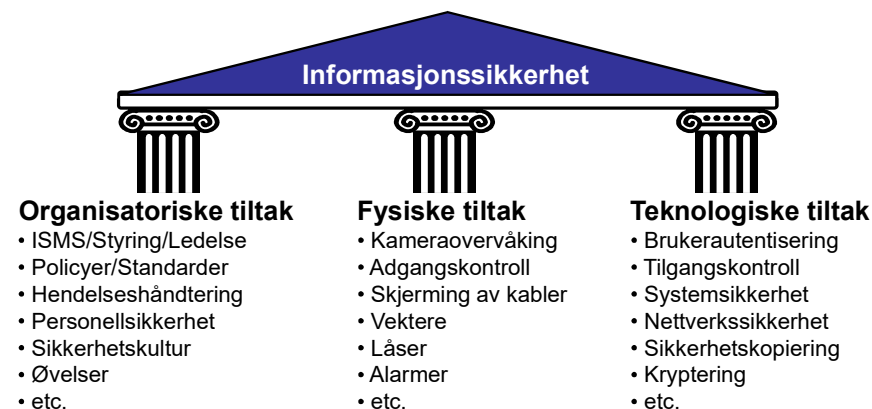 Informasjonssikkerhet
Organisatoriske tiltak
• ISMS/Styring/Ledelse
• Policyer/Standarder
• Hendelseshåndtering
• Personellsikkerhet
• Sikkerhetskultur
• Øvelser
• etc.
Fysiske tiltak
• Kameraovervåking
• Adgangskontroll
• Skjerming av kabler
• Vektere
• Låser
• Alarmer
• etc.
Teknologiske tiltak
• Brukerautentisering
• Tilgangskontroll
• Systemsikkerhet
• Nettverkssikkerhet
• Sikkerhetskopiering
• Kryptering
• etc.